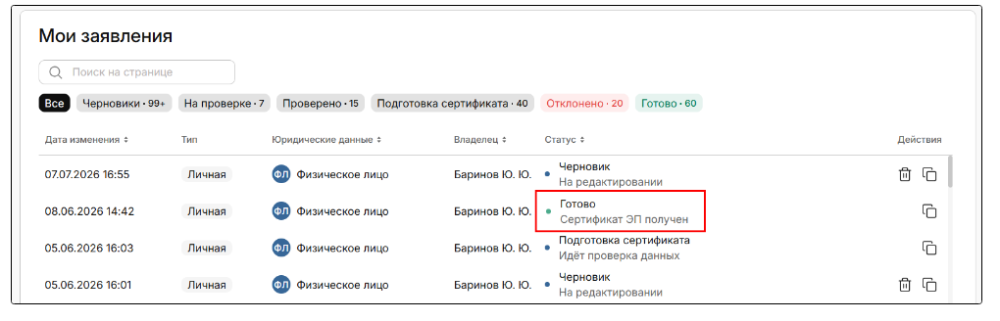 Мои заявления
Поиск на странице
Все Черновики · 99+ На проверке · 7 Проверено · 15 Подготовка сертификата · 40 Отклонено · 20 Готово · 60
Дата изменения Тип Юридические данные Владелец Статус Действия
07.07.2026 16:55 Личная ФЛ Физическое лицо Баринов Ю. Ю. Черновик
На редактировании
08.06.2026 14:42 Личная ФЛ Физическое лицо Баринов Ю. Ю. Готово
Сертификат ЭП получен
05.06.2026 16:03 Личная ФЛ Физическое лицо Баринов Ю. Ю. Подготовка сертификата
Идёт проверка данных
05.06.2026 16:01 Личная ФЛ Физическое лицо Баринов Ю. Ю. Черновик
На редактировании